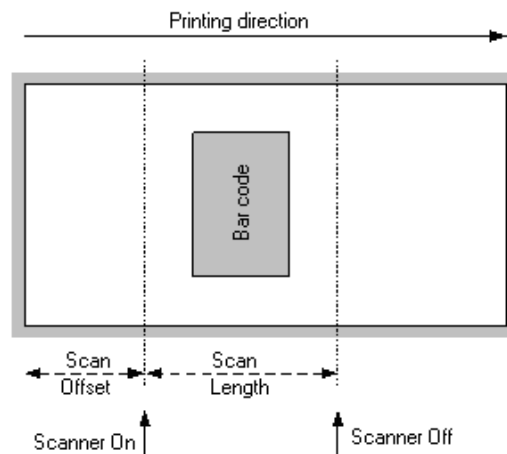 Printing direction
Bar code
Scan Scan
Offset Length
Scanner On Scanner Off